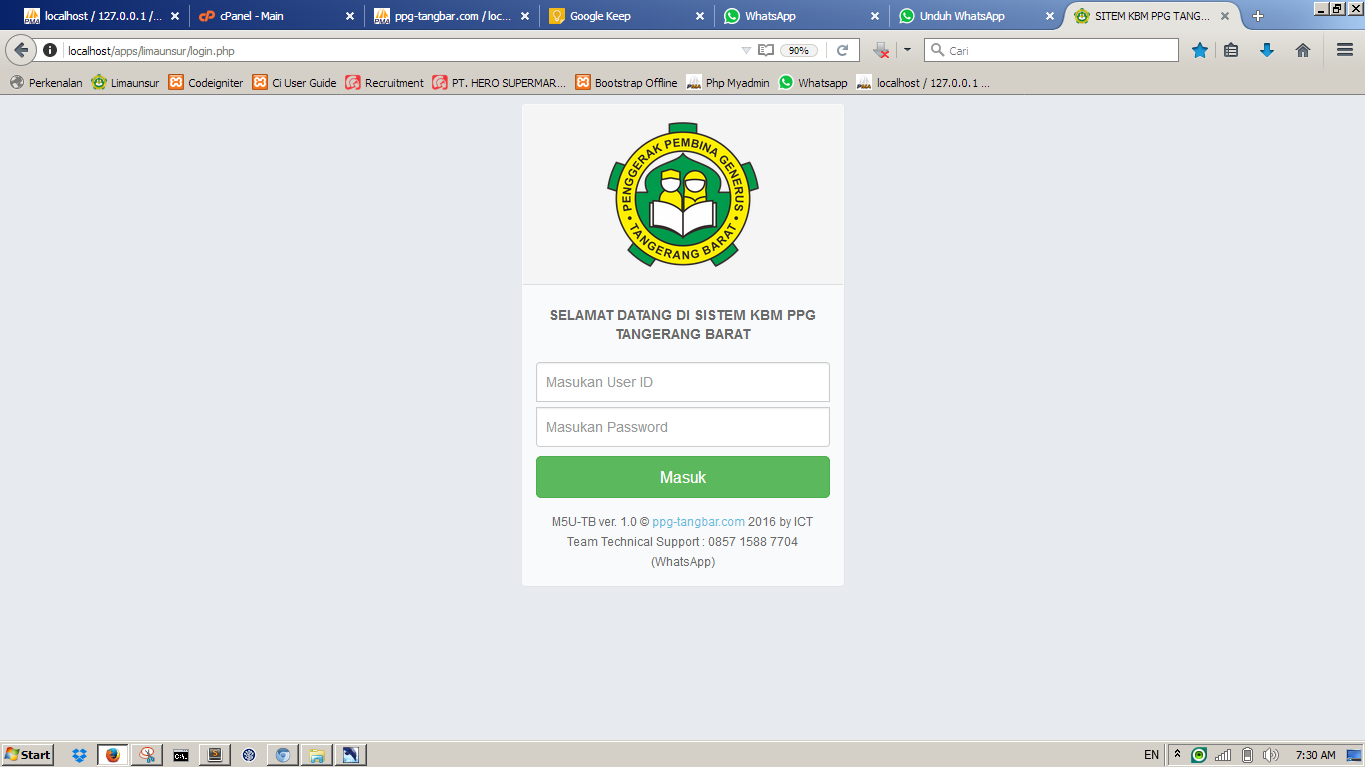 localhost / 127.0.0.1 /...
cPanel - Main
ppg-tangbar.com / loc...
Google Keep
WhatsApp
Unduh WhatsApp
SITEM KBM PPG TANG...
localhost/apps/limaunsur/login.php
90%
Cari
Perkenalan
Limaunsur
Codeigniter
Ci User Guide
Recruitment
PT. HERO SUPERMAR...
Bootstrap Offline
Php Myadmin
Whatsapp
localhost / 127.0.0.1 ...
PENGGERAK PEMBINA GENERUS
• TANGERANG BARAT •
SELAMAT DATANG DI SISTEM KBM PPG
TANGERANG BARAT
Masukan User ID
Masukan Password
Masuk
M5U-TB ver. 1.0 © ppg-tangbar.com 2016 by ICT
Team Technical Support : 0857 1588 7704
(WhatsApp)
Start
EN
7:30 AM